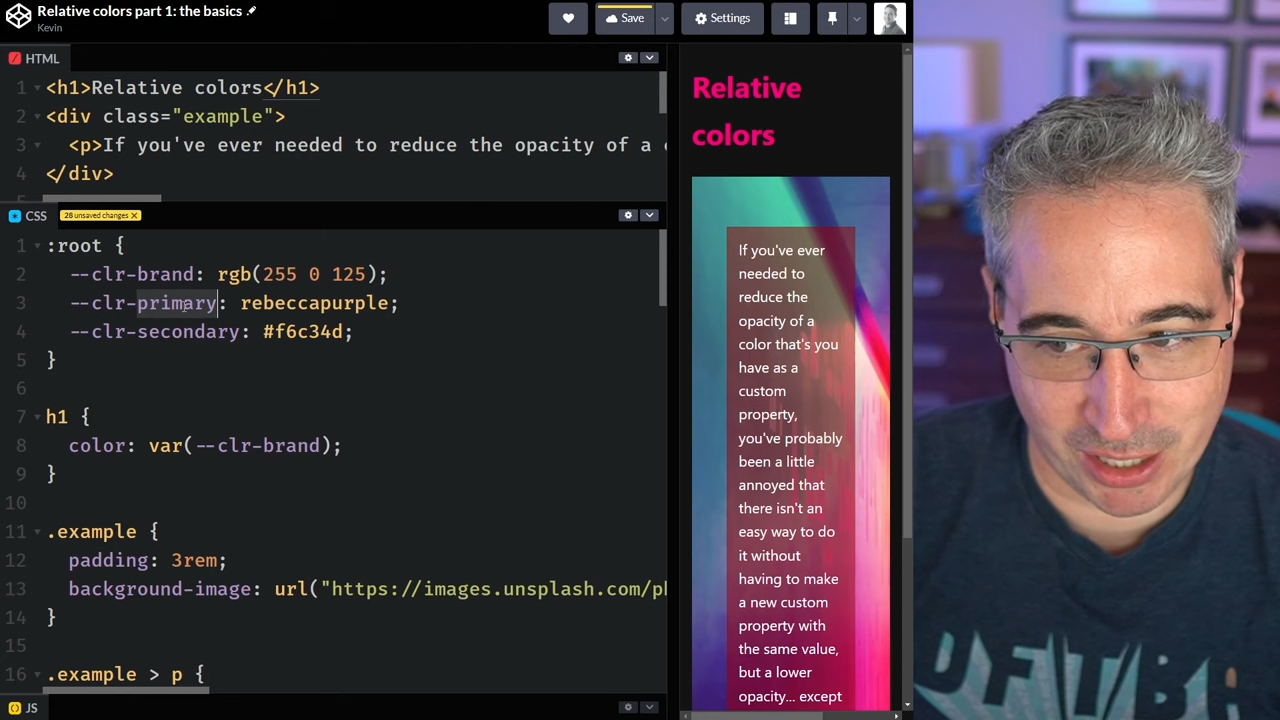 Relative colors part 1: the basics
Kevin
Save
Settings
HTML
1 <h1>Relative colors</h1>
2 <div class="example">
3 <p>If you've ever needed to reduce the opacity of a
4 </div>
5
CSS 28 unsaved changes X
1 :root {
2 --clr-brand: rgb(255 0 125);
3 --clr-primary: rebeccapurple;
4 --clr-secondary: #f6c34d;
5 }
6
7 h1 {
8 color: var(--clr-brand);
9 }
10
11 .example {
12 padding: 3rem;
13 background-image: url("https://images.unsplash.com/ph
14 }
15
16 .example > p {
JS
Relative
colors
If you've ever
needed to
reduce the
opacity of a
color that's you
have as a
custom
property,
you've probably
been a little
annoyed that
there isn't an
easy way to do
it without
having to make
a new custom
property with
the same value,
but a lower
opacity... except